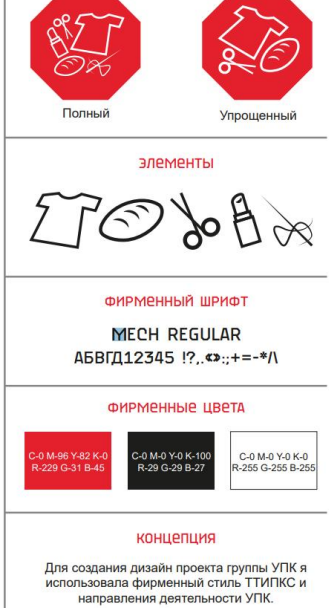 Полный Упрощенный
элементы
фирменный шрифт
MECH REGULAR
АБВГД12345 !?,.«»:;+=-*/\
фирменные цвета
C-0 M-96 Y-82 K-0
R-229 G-31 B-45
C-0 M-0 Y-0 K-100
R-29 G-29 B-27
C-0 M-0 Y-0 K-0
R-255 G-255 B-255
концепция
Для создания дизайн проекта группы УПК я
использовала фирменный стиль ТТИПКС и
направления деятельности УПК.